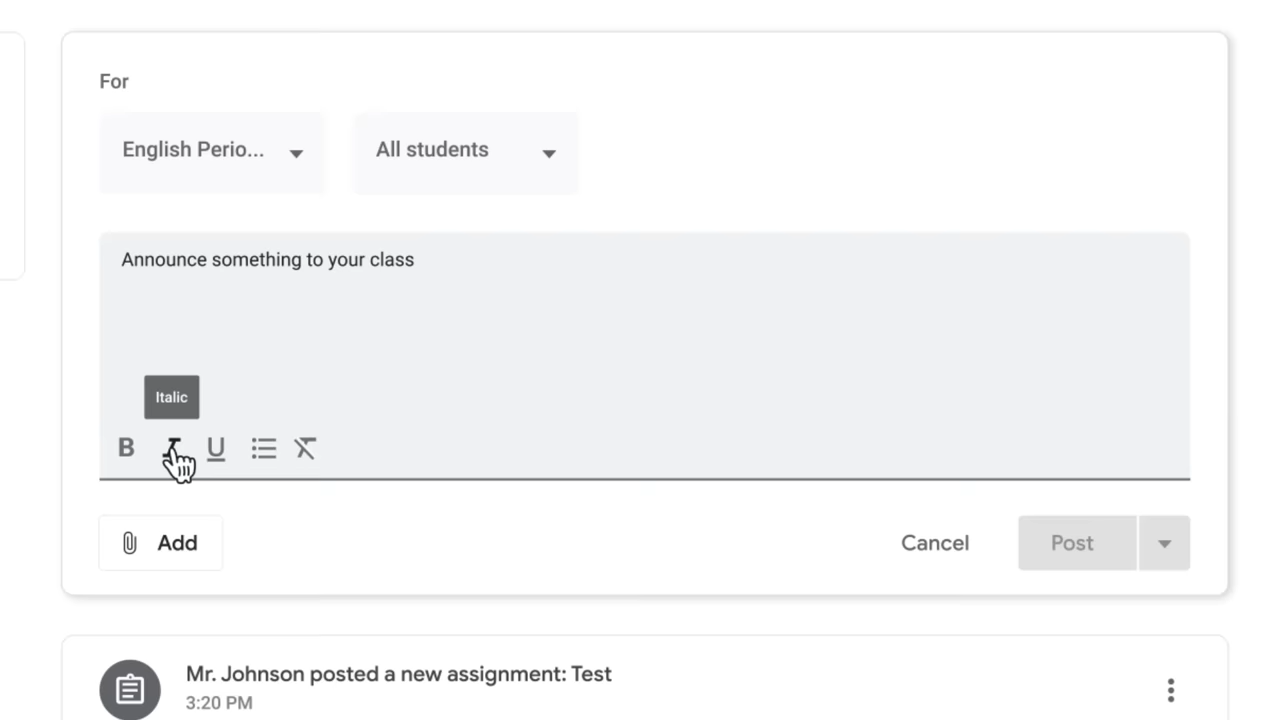 For
English Perio...
All students
Announce something to your class
Italic
B I U
Add
Cancel
Post
Mr. Johnson posted a new assignment: Test
3:20 PM